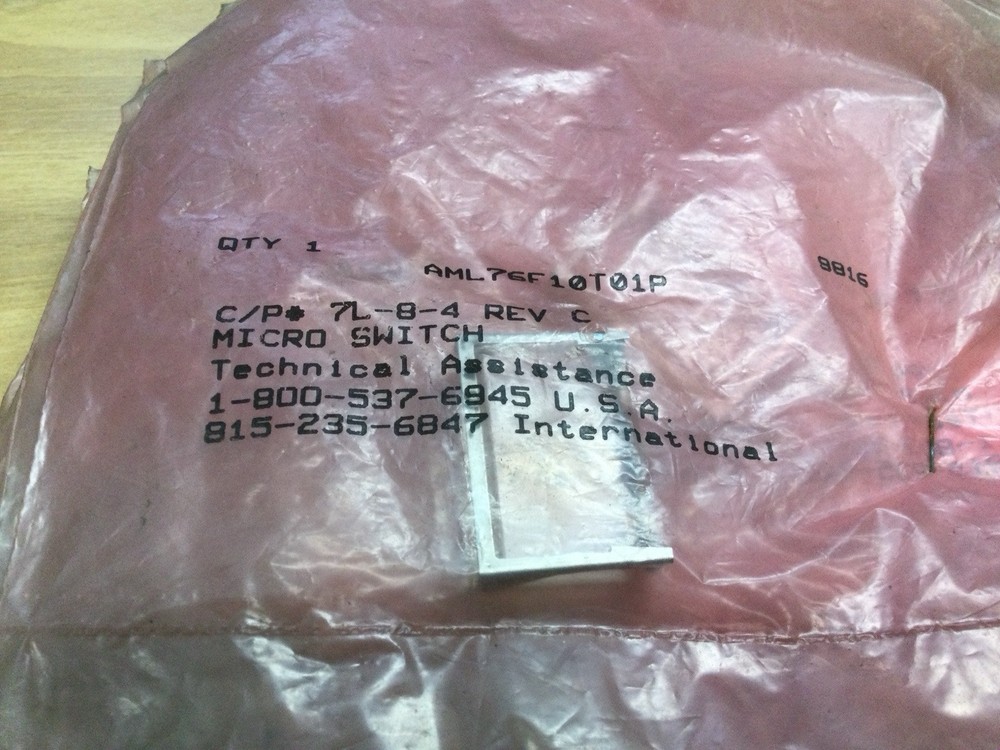 QTY 1
AML76F10T01P 8816
C/P# 7L-8-4 REV C
MICRO SWITCH
Technical Assistance
1-800-537-6945 U.S.A.
815-235-6847 International